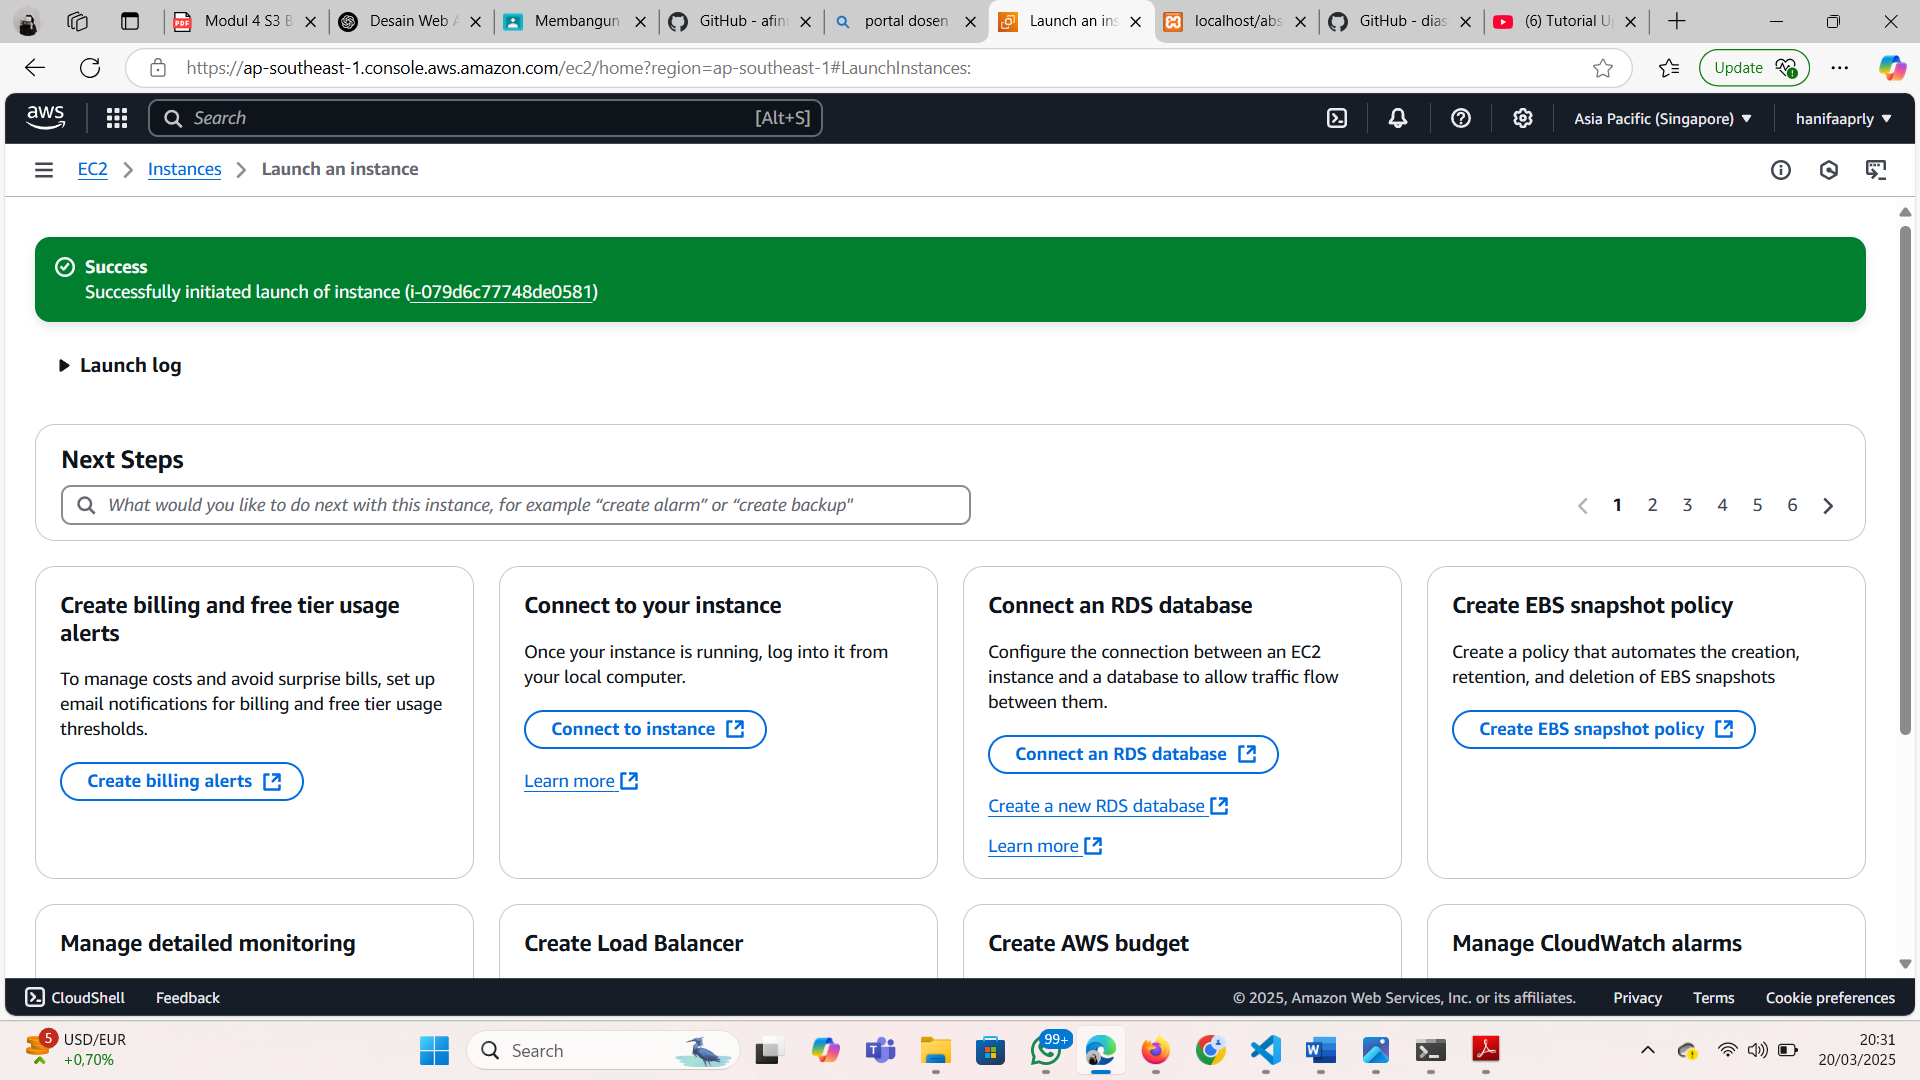 Modul 4 S3 B
Desain Web A
Membangun
GitHub - afin
portal dosen
Launch an ins
localhost/abs
GitHub - dias
(6) Tutorial U
https://ap-southeast-1.console.aws.amazon.com/ec2/home?region=ap-southeast-1#LaunchInstances:
Update
aws
Search
[Alt+S]
Asia Pacific (Singapore)
hanifaaprly
EC2
Instances
Launch an instance
Success
Successfully initiated launch of instance (i-079d6c77748de0581)
Launch log
Next Steps
What would you like to do next with this instance, for example “create alarm” or “create backup"
1 2 3 4 5 6
Create billing and free tier usage
alerts
To manage costs and avoid surprise bills, set up
email notifications for billing and free tier usage
thresholds.
Create billing alerts
Connect to your instance
Once your instance is running, log into it from
your local computer.
Connect to instance
Learn more
Connect an RDS database
Configure the connection between an EC2
instance and a database to allow traffic flow
between them.
Connect an RDS database
Create a new RDS database
Learn more
Create EBS snapshot policy
Create a policy that automates the creation,
retention, and deletion of EBS snapshots
Create EBS snapshot policy
Manage detailed monitoring
Create Load Balancer
Create AWS budget
Manage CloudWatch alarms
CloudShell
Feedback
© 2025, Amazon Web Services, Inc. or its affiliates.
Privacy
Terms
Cookie preferences
5
USD/EUR
+0,70%
Search
99+
20:31
20/03/2025